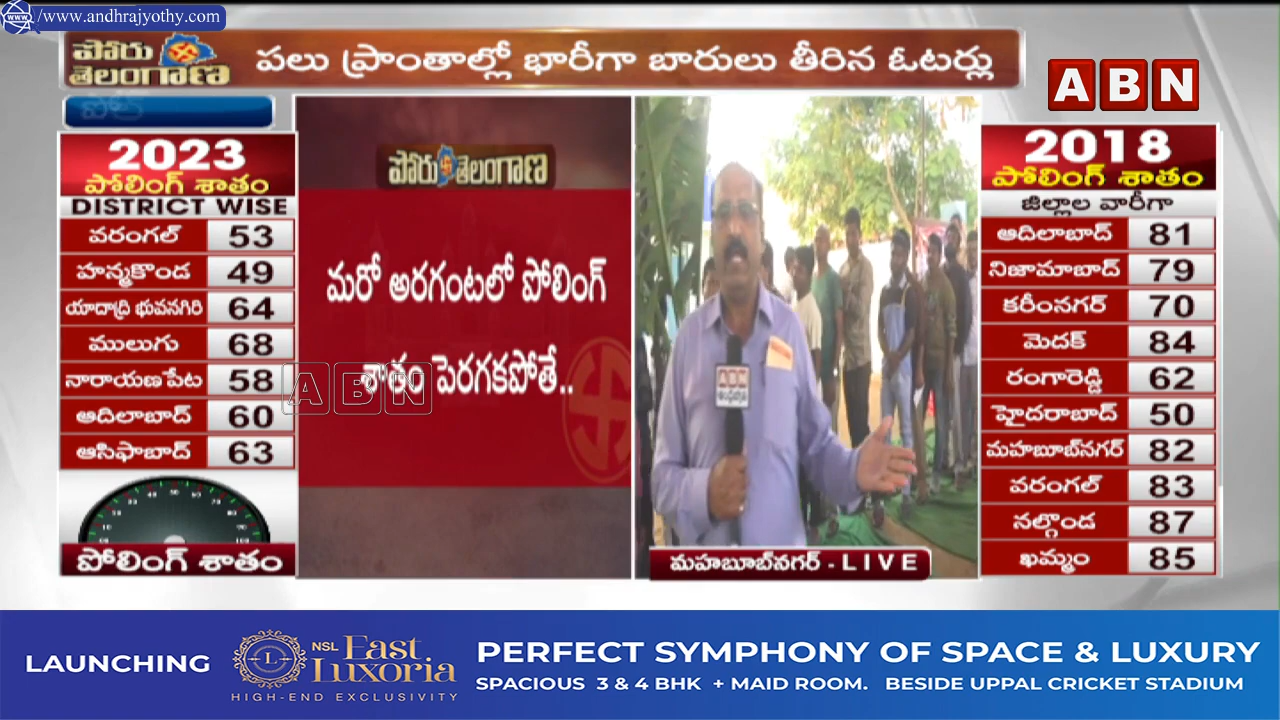 www./www.andhrajyothy.com
పోరు
తెలంగాణ
పలు ప్రాంతాల్లో భారీగా బారులు తీరిన ఓటర్లు
ABN
2023
పోలింగ్ శాతం
DISTRICT WISE
వరంగల్ 53
హన్మకొండ 49
యాదాద్రి భువనగిరి 64
ములుగు 68
నారాయణపేట 58
ఆదిలాబాద్ 60
ఆసిఫాబాద్ 63
పోలింగ్ శాతం
పోరు తెలంగాణ
మరో అరగంటలో పోలింగ్
శాతం పెరగకపోతే..
ABN
ABN
మహబూబ్‌నగర్ - LIVE
2018
పోలింగ్ శాతం
జిల్లాల వారీగా
ఆదిలాబాద్ 81
నిజామాబాద్ 79
కరీంనగర్ 70
మెదక్ 84
రంగారెడ్డి 62
హైదరాబాద్ 50
మహబూబ్‌నగర్ 82
వరంగల్ 83
నల్గొండ 87
ఖమ్మం 85
LAUNCHING
L
NSL East
Luxoria
HIGH-END EXCLUSIVITY
PERFECT SYMPHONY OF SPACE & LUXURY
SPACIOUS 3 & 4 BHK + MAID ROOM. BESIDE UPPAL CRICKET STADIUM